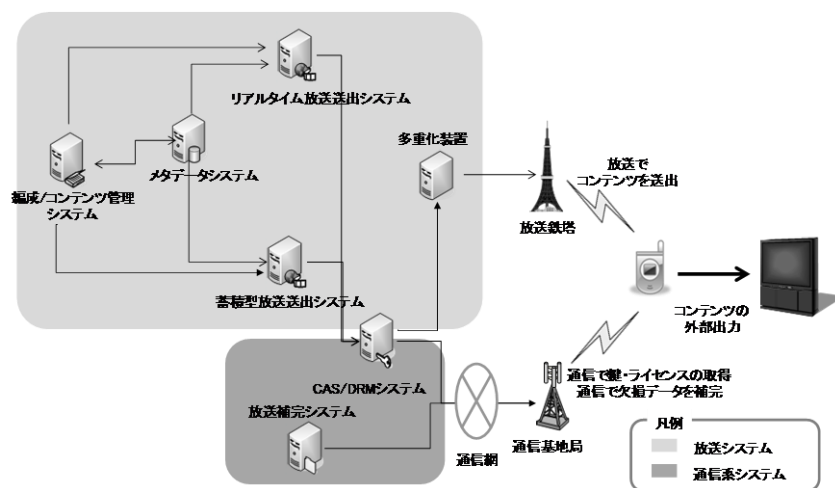 リアルタイム放送送出システム
多重化装置
放送で
コンテンツを送出
メタデータシステム
編成/コンテンツ管理
システム
放送鉄塔
蓄積型放送送出システム
コンテンツの
外部出力
CAS/DRMシステム
通信で鍵・ライセンスの取得
通信で欠損データを補完
放送補完システム
通信網
通信基地局
凡例
放送システム
通信系システム